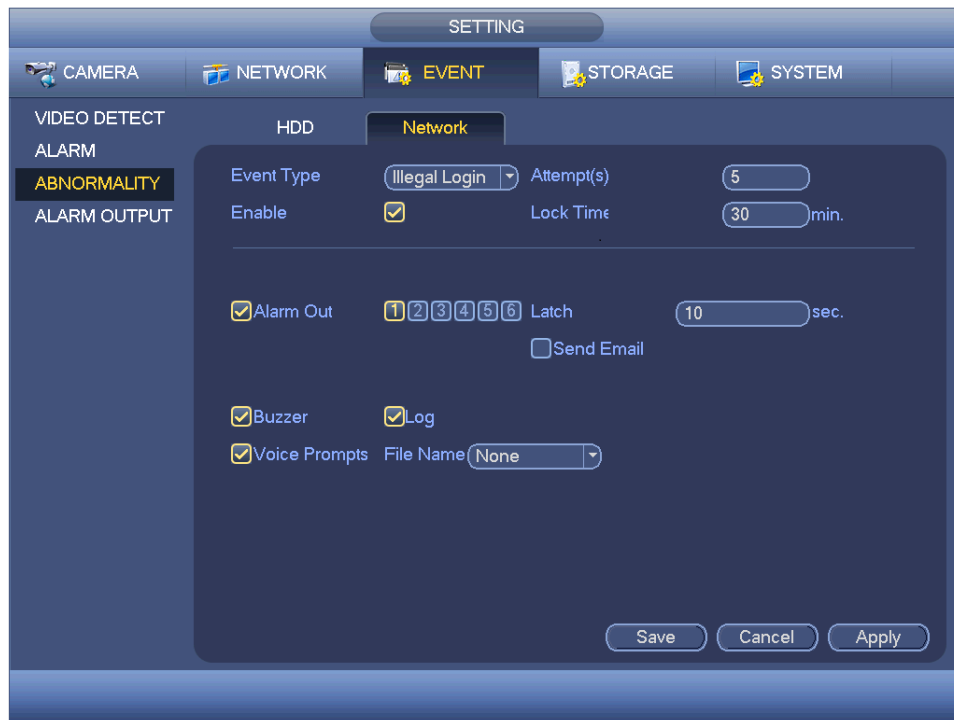 SETTING
CAMERA NETWORK EVENT STORAGE SYSTEM
VIDEO DETECT
ALARM
ABNORMALITY
ALARM OUTPUT
HDD Network
Event Type Illegal Login Attempt(s) 5
Enable Lock Time 30 min.
Alarm Out 1 2 3 4 5 6 Latch 10 sec.
Send Email
Buzzer Log
Voice Prompts File Name None
Save Cancel Apply